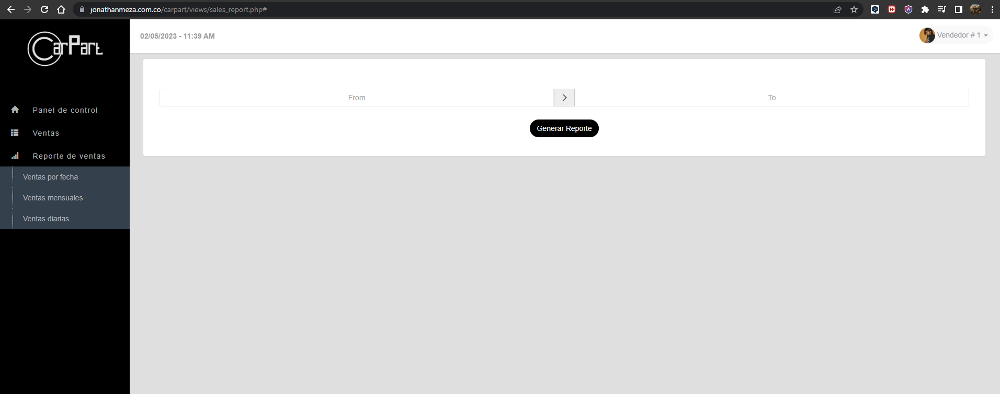 jonathanmeza.com.co/carpart/views/sales_report.php#
CarPart
02/05/2023 - 11:39 AM
Vendedor # 1
Panel de control
Ventas
Reporte de ventas
Ventas por fecha
Ventas mensuales
Ventas diarias
From
To
Generar Reporte